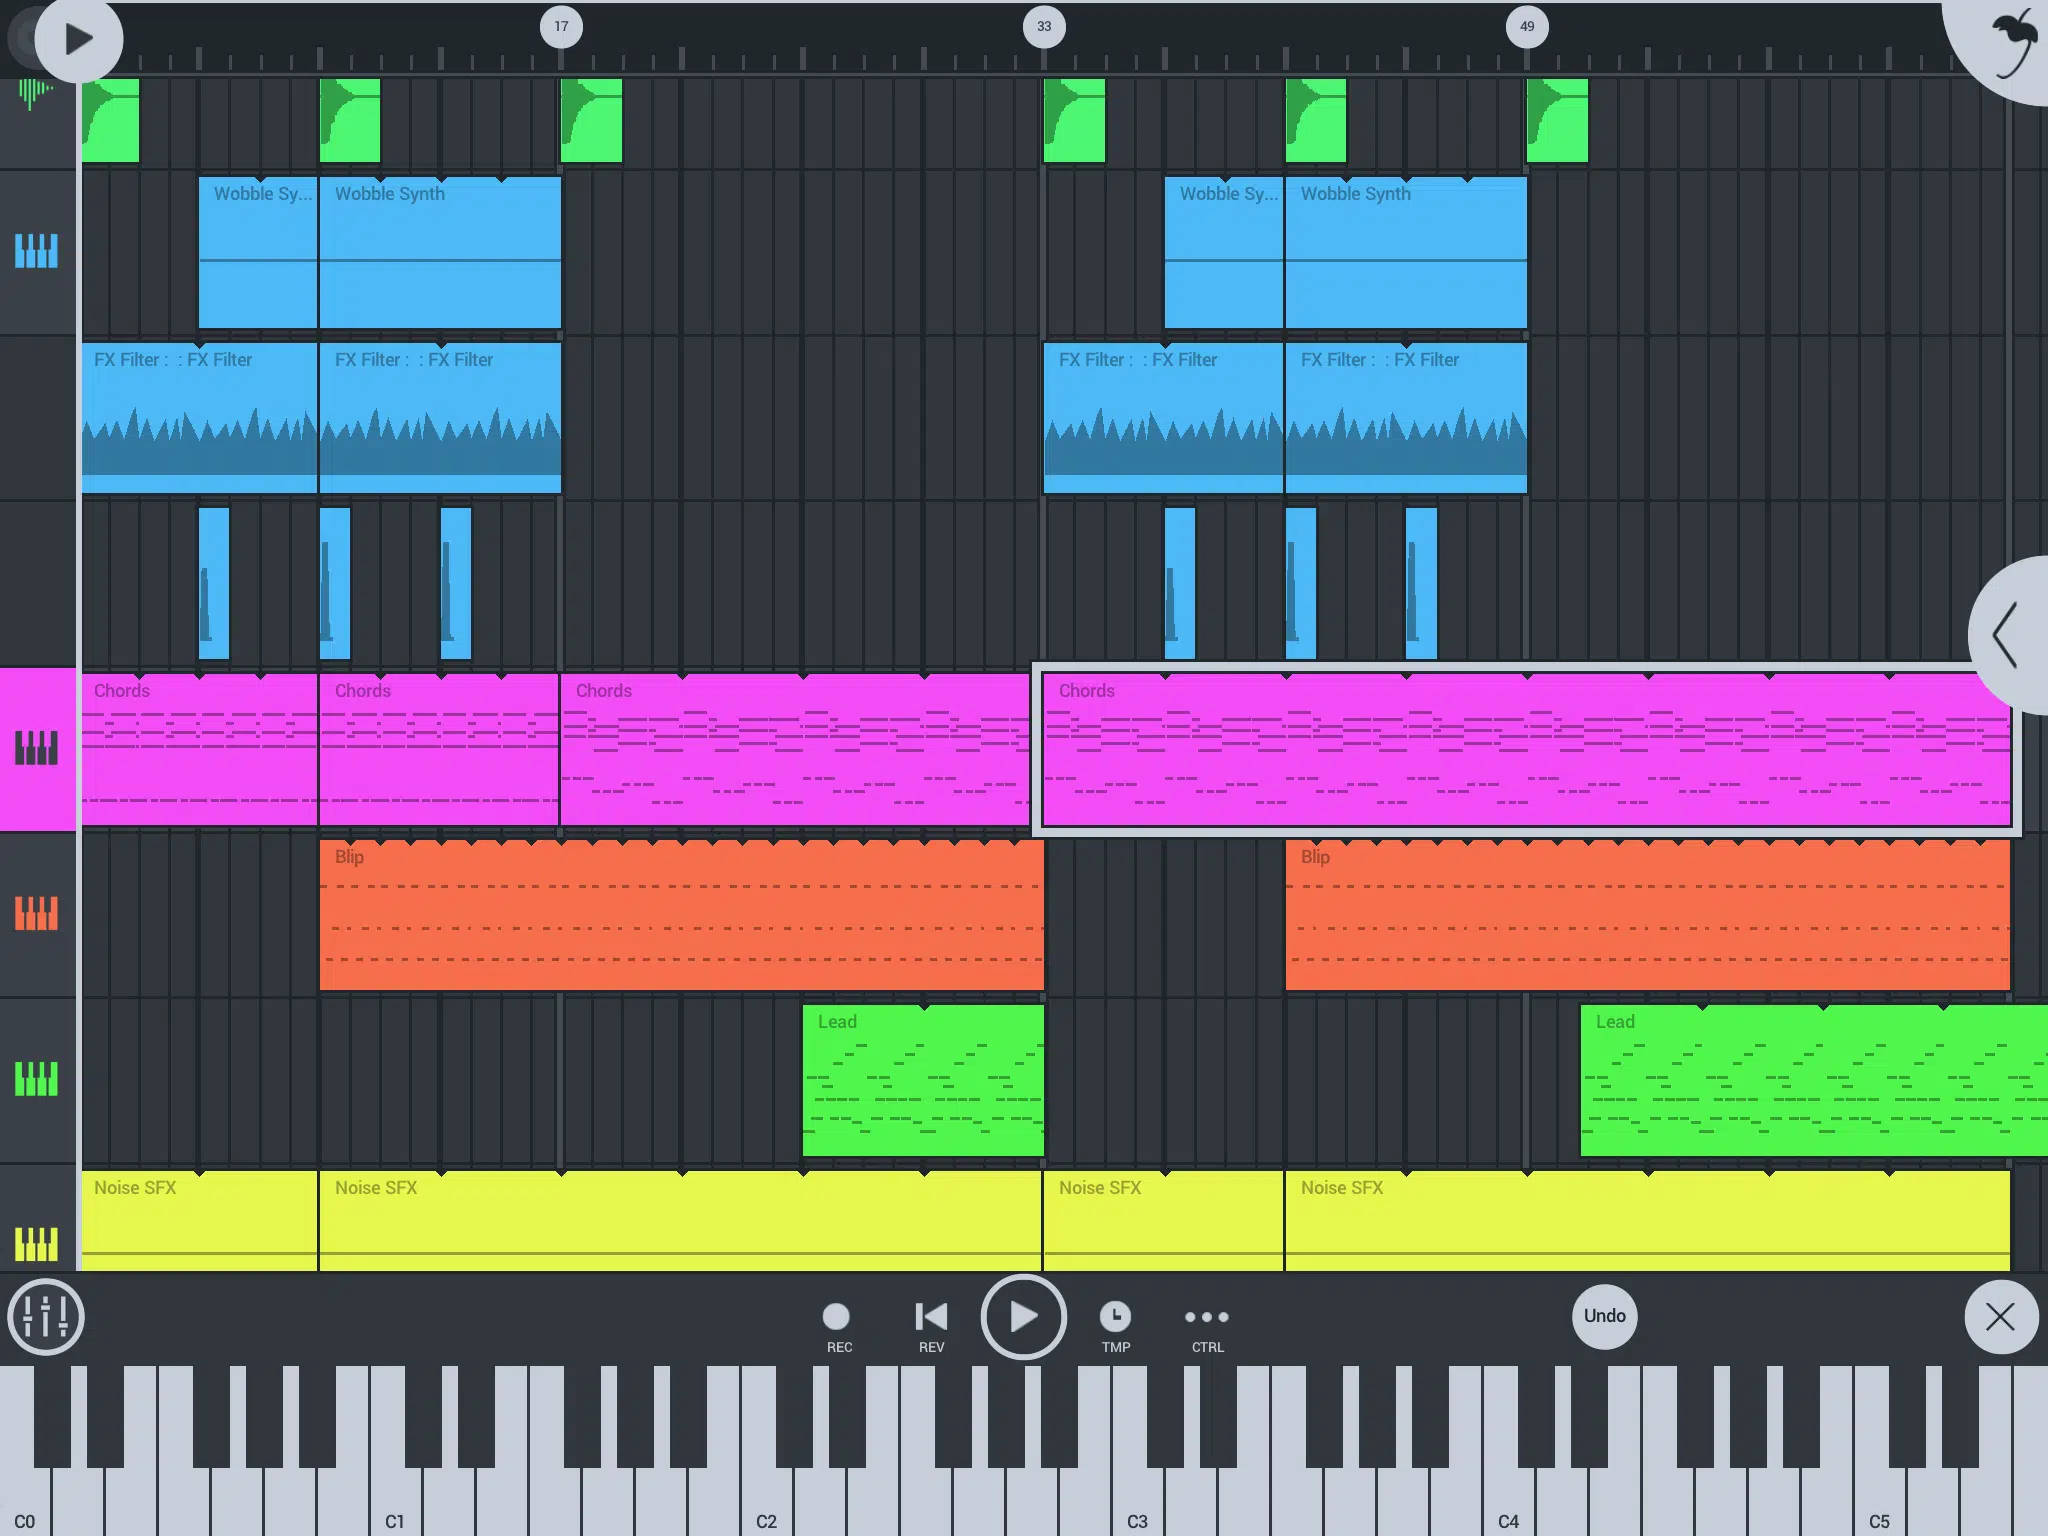 17 33 49
Wobble Sy... Wobble Synth Wobble Sy... Wobble Synth
FX Filter : : FX Filter FX Filter : : FX Filter FX Filter : : FX Filter FX Filter : : FX Filter
Chords Chords Chords Chords
Blip Blip
Lead Lead
Noise SFX Noise SFX Noise SFX Noise SFX
Undo
REC REV TMP CTRL
C0 C1 C2 C3 C4 C5